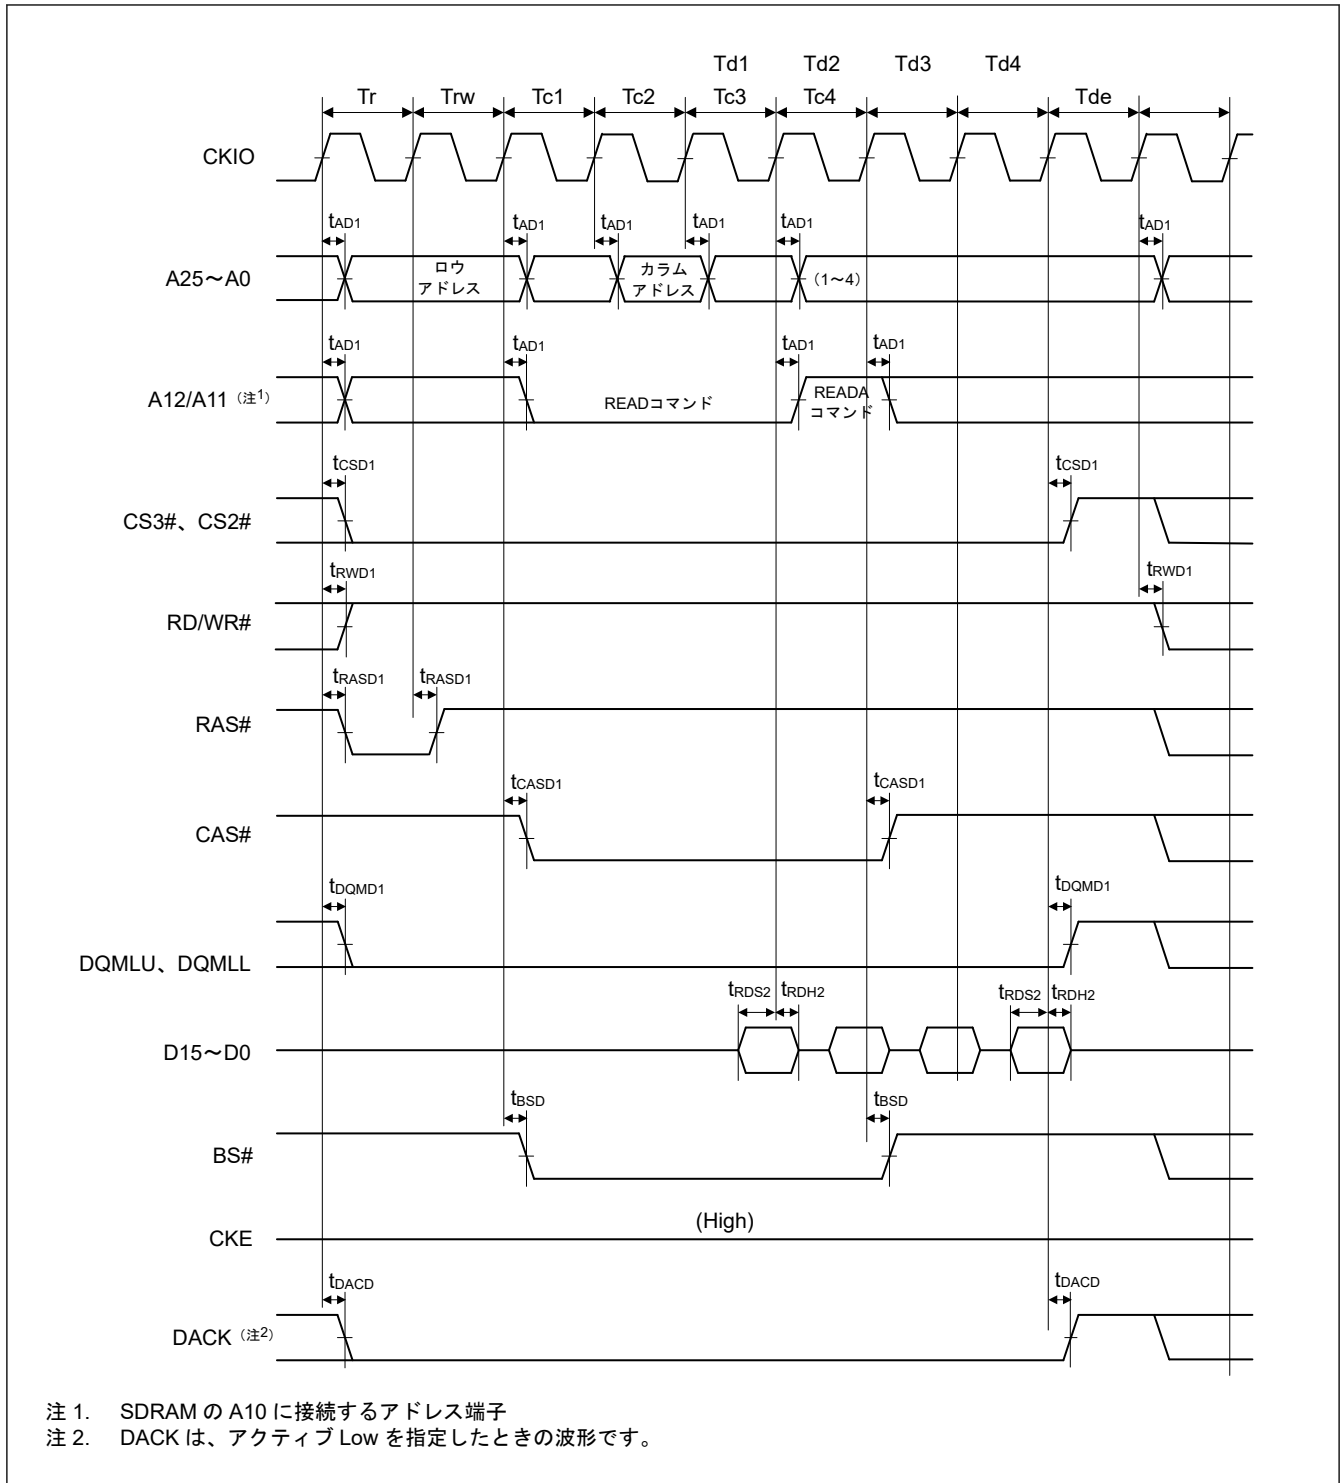 Td1 Td2 Td3 Td4
Tr Trw Tc1 Tc2 Tc3 Tc4 Tde
CKIO
tAD1 tAD1 tAD1 tAD1 tAD1 tAD1
A25～A0
ロウ
アドレス
カラム
アドレス
（1～4）
tAD1 tAD1 tAD1 tAD1
A12/A11（注1）
READコマンド
READA
コマンド
tCSD1 tCSD1
CS3#、CS2#
tRWD1 tRWD1
RD/WR#
tRASD1 tRASD1
RAS#
tCASD1 tCASD1
CAS#
tDQMD1 tDQMD1
DQMLU、DQMLL
tRDS2 tRDH2 tRDS2 tRDH2
D15～D0
tBSD tBSD
BS#
(High)
CKE
tDACD tDACD
DACK（注2）
注 1. SDRAM の A10 に接続するアドレス端子
注 2. DACK は、アクティブ Low を指定したときの波形です。